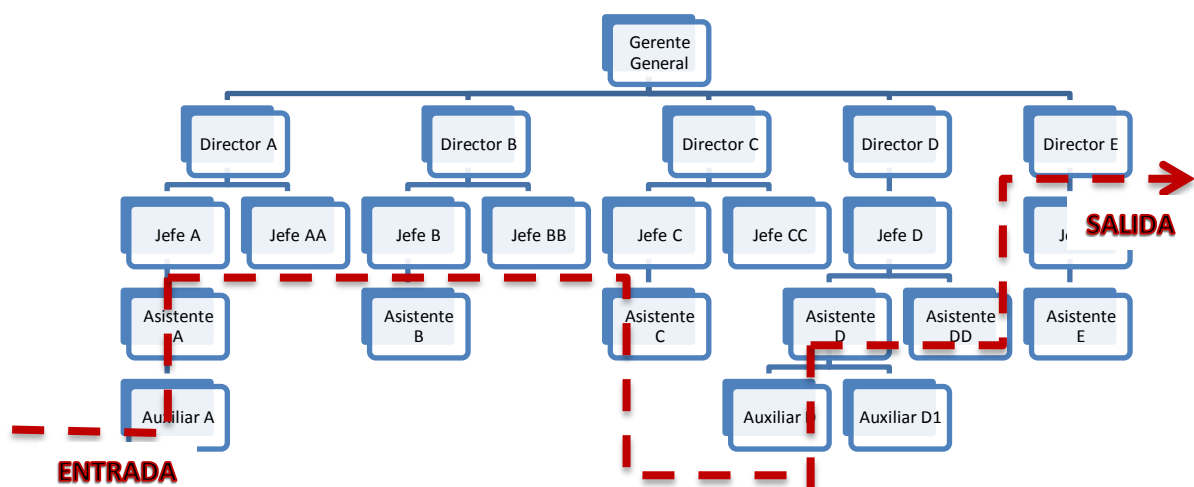 Gerente
General
Director A
Director B
Director C
Director D
Director E
Jefe A
Jefe AA
Jefe B
Jefe BB
Jefe C
Jefe CC
Jefe D
SALIDA
Asistente
A
Asistente
B
Asistente
C
Asistente
D
Asistente
DD
Asistente
E
Auxiliar A
Auxiliar D
Auxiliar D1
ENTRADA